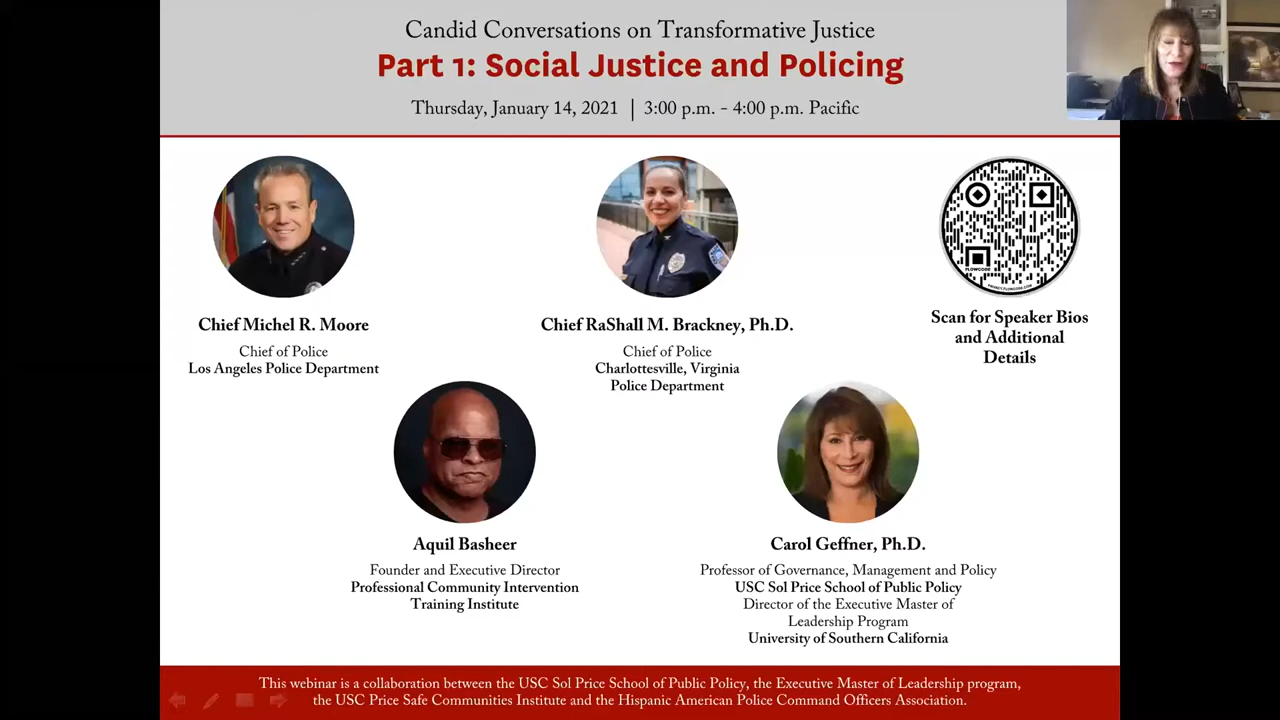 Candid Conversations on Transformative Justice
Part 1: Social Justice and Policing
Thursday, January 14, 2021 | 3:00 p.m. - 4:00 p.m. Pacific
Chief Michel R. Moore
Chief of Police
Los Angeles Police Department
Chief RaShall M. Brackney, Ph.D.
Chief of Police
Charlottesville, Virginia
Police Department
FLOWCODE
PRIVACY.FLOWCODE.COM
Scan for Speaker Bios
and Additional
Details
Aquil Basheer
Founder and Executive Director
Professional Community Intervention
Training Institute
Carol Geffner, Ph.D.
Professor of Governance, Management and Policy
USC Sol Price School of Public Policy
Director of the Executive Master of
Leadership Program
University of Southern California
This webinar is a collaboration between the USC Sol Price School of Public Policy, the Executive Master of Leadership program,
the USC Price Safe Communities Institute and the Hispanic American Police Command Officers Association.